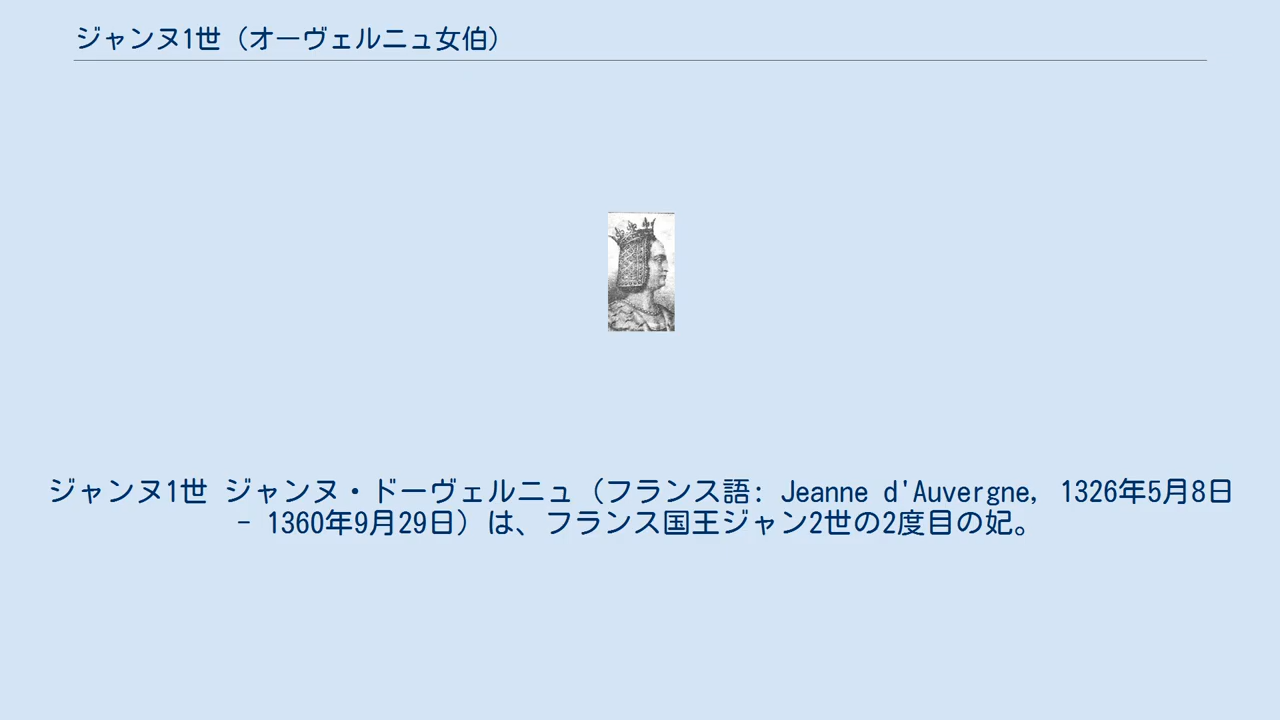 ジャンヌ1世（オーヴェルニュ女伯）
ジャンヌ1世 ジャンヌ・ドーヴェルニュ（フランス語: Jeanne d'Auvergne, 1326年5月8日
- 1360年9月29日）は、フランス国王ジャン2世の2度目の妃。